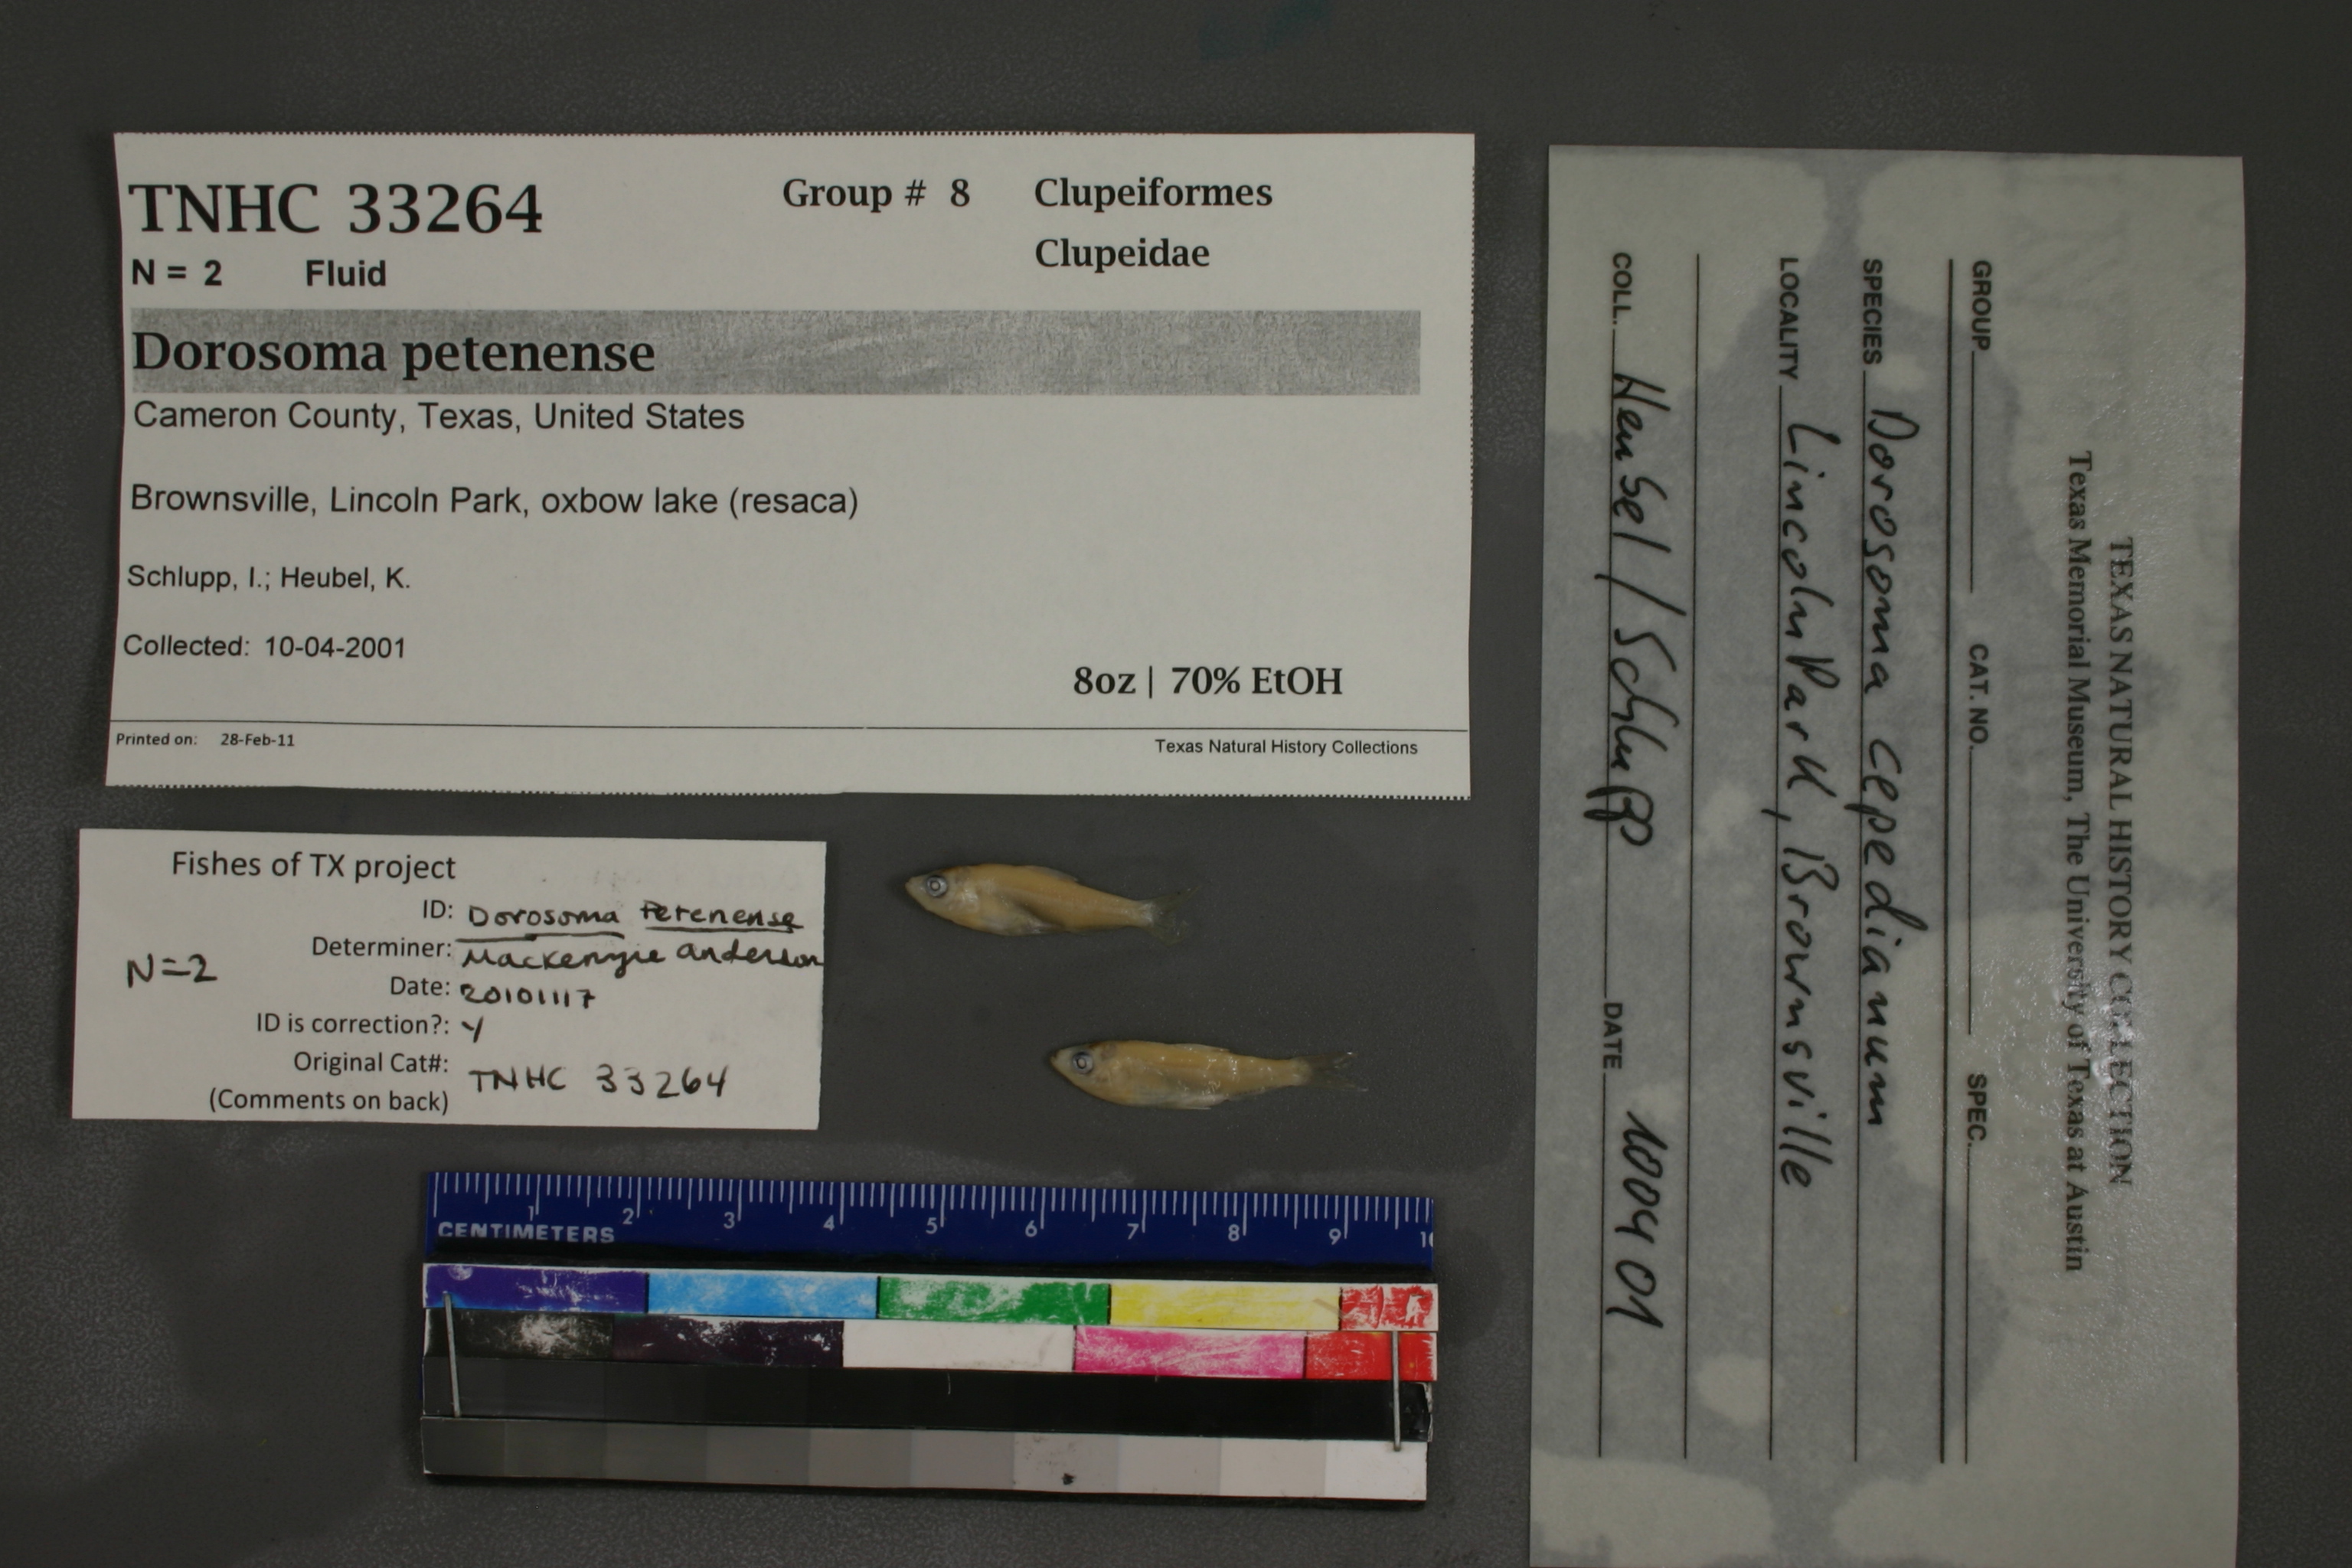 TNHC 33264
Group # 8
Clupeiformes
Clupeidae
N = 2 Fluid
Dorosoma petenense
Cameron County, Texas, United States
Brownsville, Lincoln Park, oxbow lake (resaca)
Schlupp, I.; Heubel, K.
Collected: 10-04-2001
8oz | 70% EtOH
Printed on: 28-Feb-11
Texas Natural History Collections
Fishes of TX project
ID: Dorosoma Petenense
Determiner: Mackenzie Anderson
N=2
Date: 20101117
ID is correction?: Y
Original Cat#: TNHC 33264
(Comments on back)
1 2 3 4 5 6 7 8 9
CENTIMETERS
TEXAS NATURAL HISTORY COLLECTION
Texas Memorial Museum, The University of Texas at Austin
GROUP CAT. NO. SPEC.
SPECIES Dorosoma cepedianum
LOCALITY Lincoln Park, Brownsville
COLL. Heubel / Schlupp DATE 100401